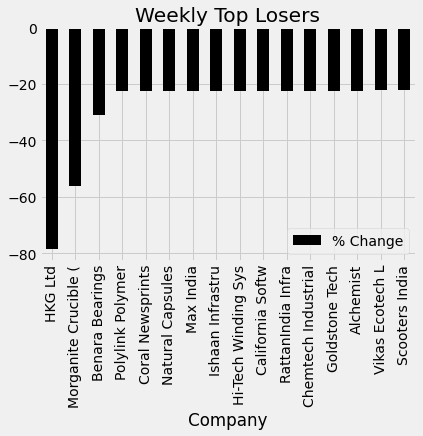 Weekly Top Losers
0
−20
−40
−60
−80
% Change
HKG Ltd
Morganite Crucible (
Benara Bearings
Polylink Polymer
Coral Newsprints
Natural Capsules
Max India
Ishaan Infrastru
Hi-Tech Winding Sys
California Softw
RattanIndia Infra
Chemtech Industrial
Goldstone Tech
Alchemist
Vikas Ecotech L
Scooters India
Company